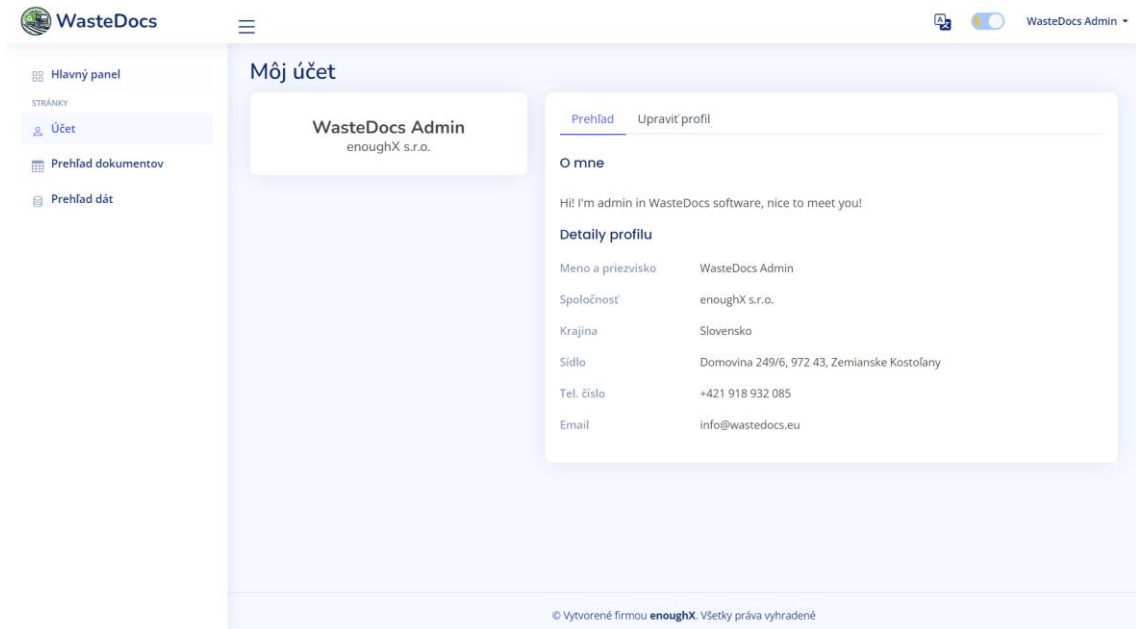 WasteDocs
WasteDocs Admin
Hlavný panel
STRÁNKY
Účet
Prehľad dokumentov
Prehľad dát
Môj účet
WasteDocs Admin
enoughX s.r.o.
Prehľad Upraviť profil
O mne
Hi! I'm admin in WasteDocs software, nice to meet you!
Detaily profilu
Meno a priezvisko WasteDocs Admin
Spoločnosť enoughX s.r.o.
Krajina Slovensko
Sídlo Domovina 249/6, 972 43, Zemianske Kostoľany
Tel. číslo +421 918 932 085
Email info@wastedocs.eu
© Vytvorené firmou enoughX. Všetky práva vyhradené